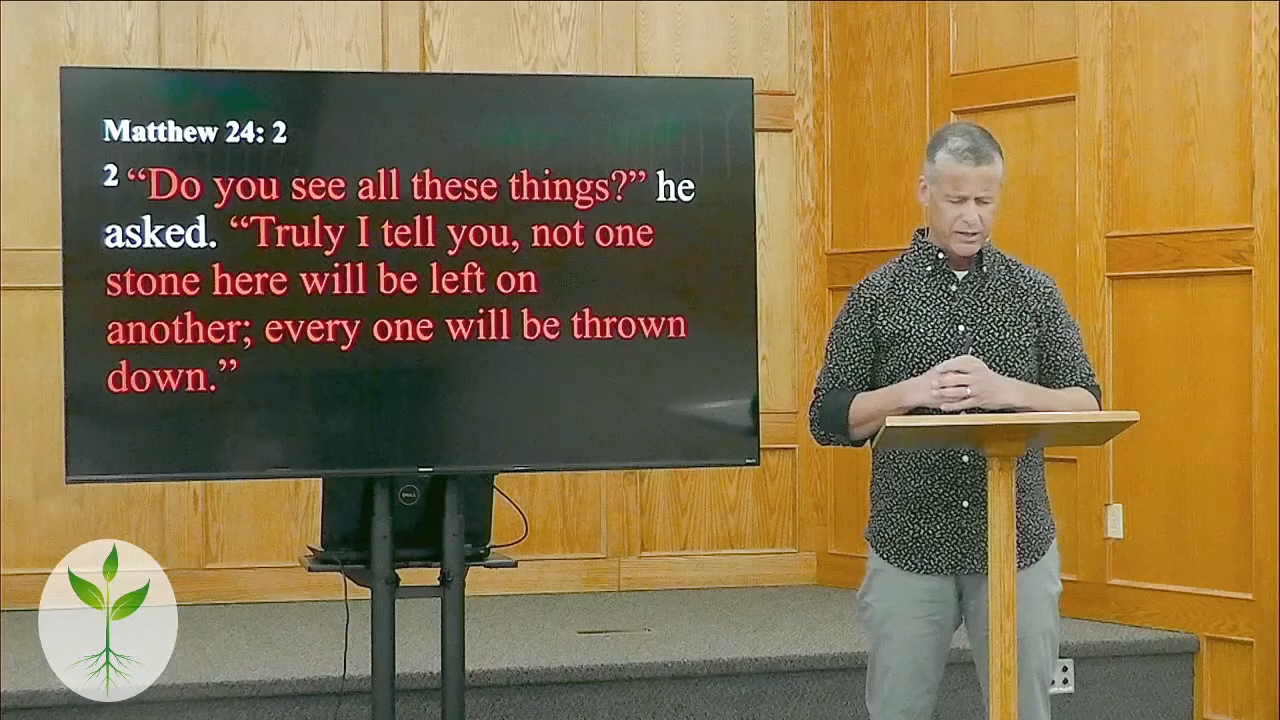 Matthew 24: 2
2 “Do you see all these things?” he
asked. “Truly I tell you, not one
stone here will be left on
another; every one will be thrown
down.”
DELL